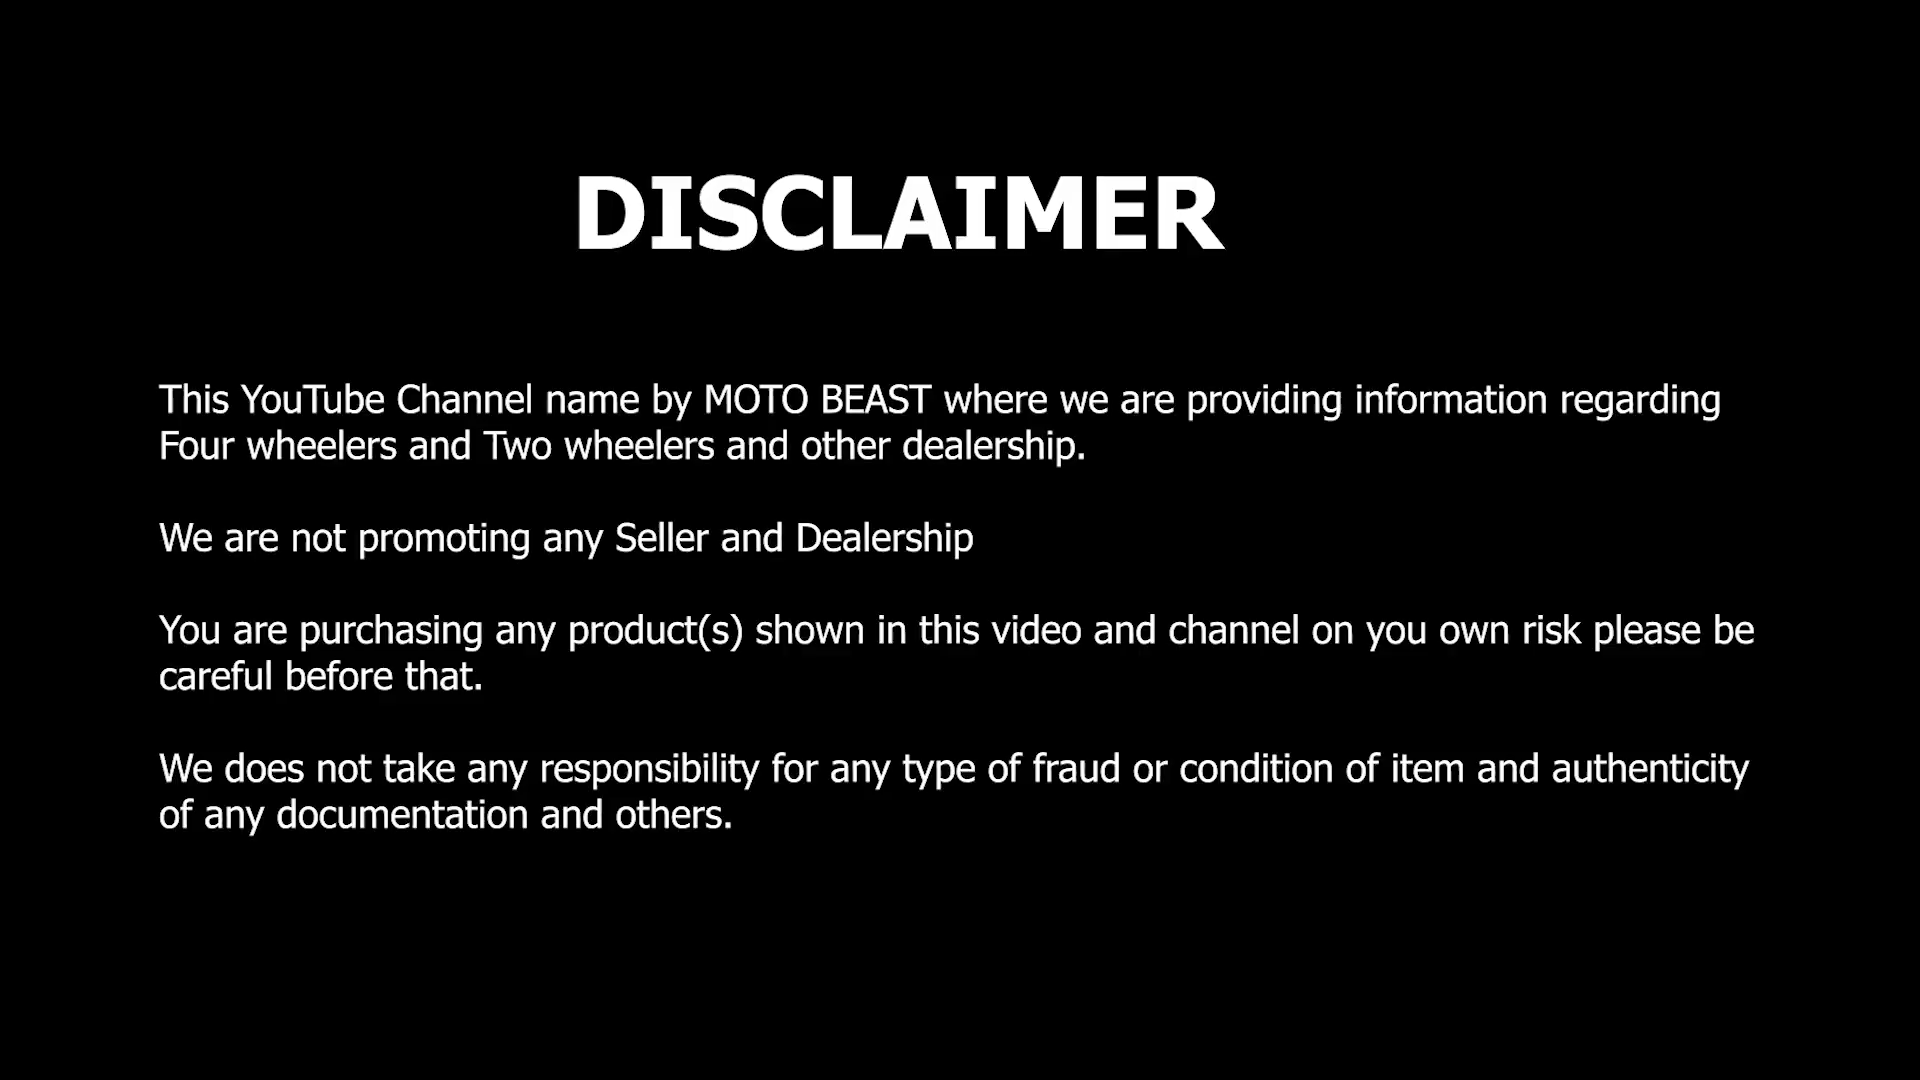 DISCLAIMER
This YouTube Channel name by MOTO BEAST where we are providing information regarding
Four wheelers and Two wheelers and other dealership.
We are not promoting any Seller and Dealership
You are purchasing any product(s) shown in this video and channel on you own risk please be
careful before that.
We does not take any responsibility for any type of fraud or condition of item and authenticity
of any documentation and others.